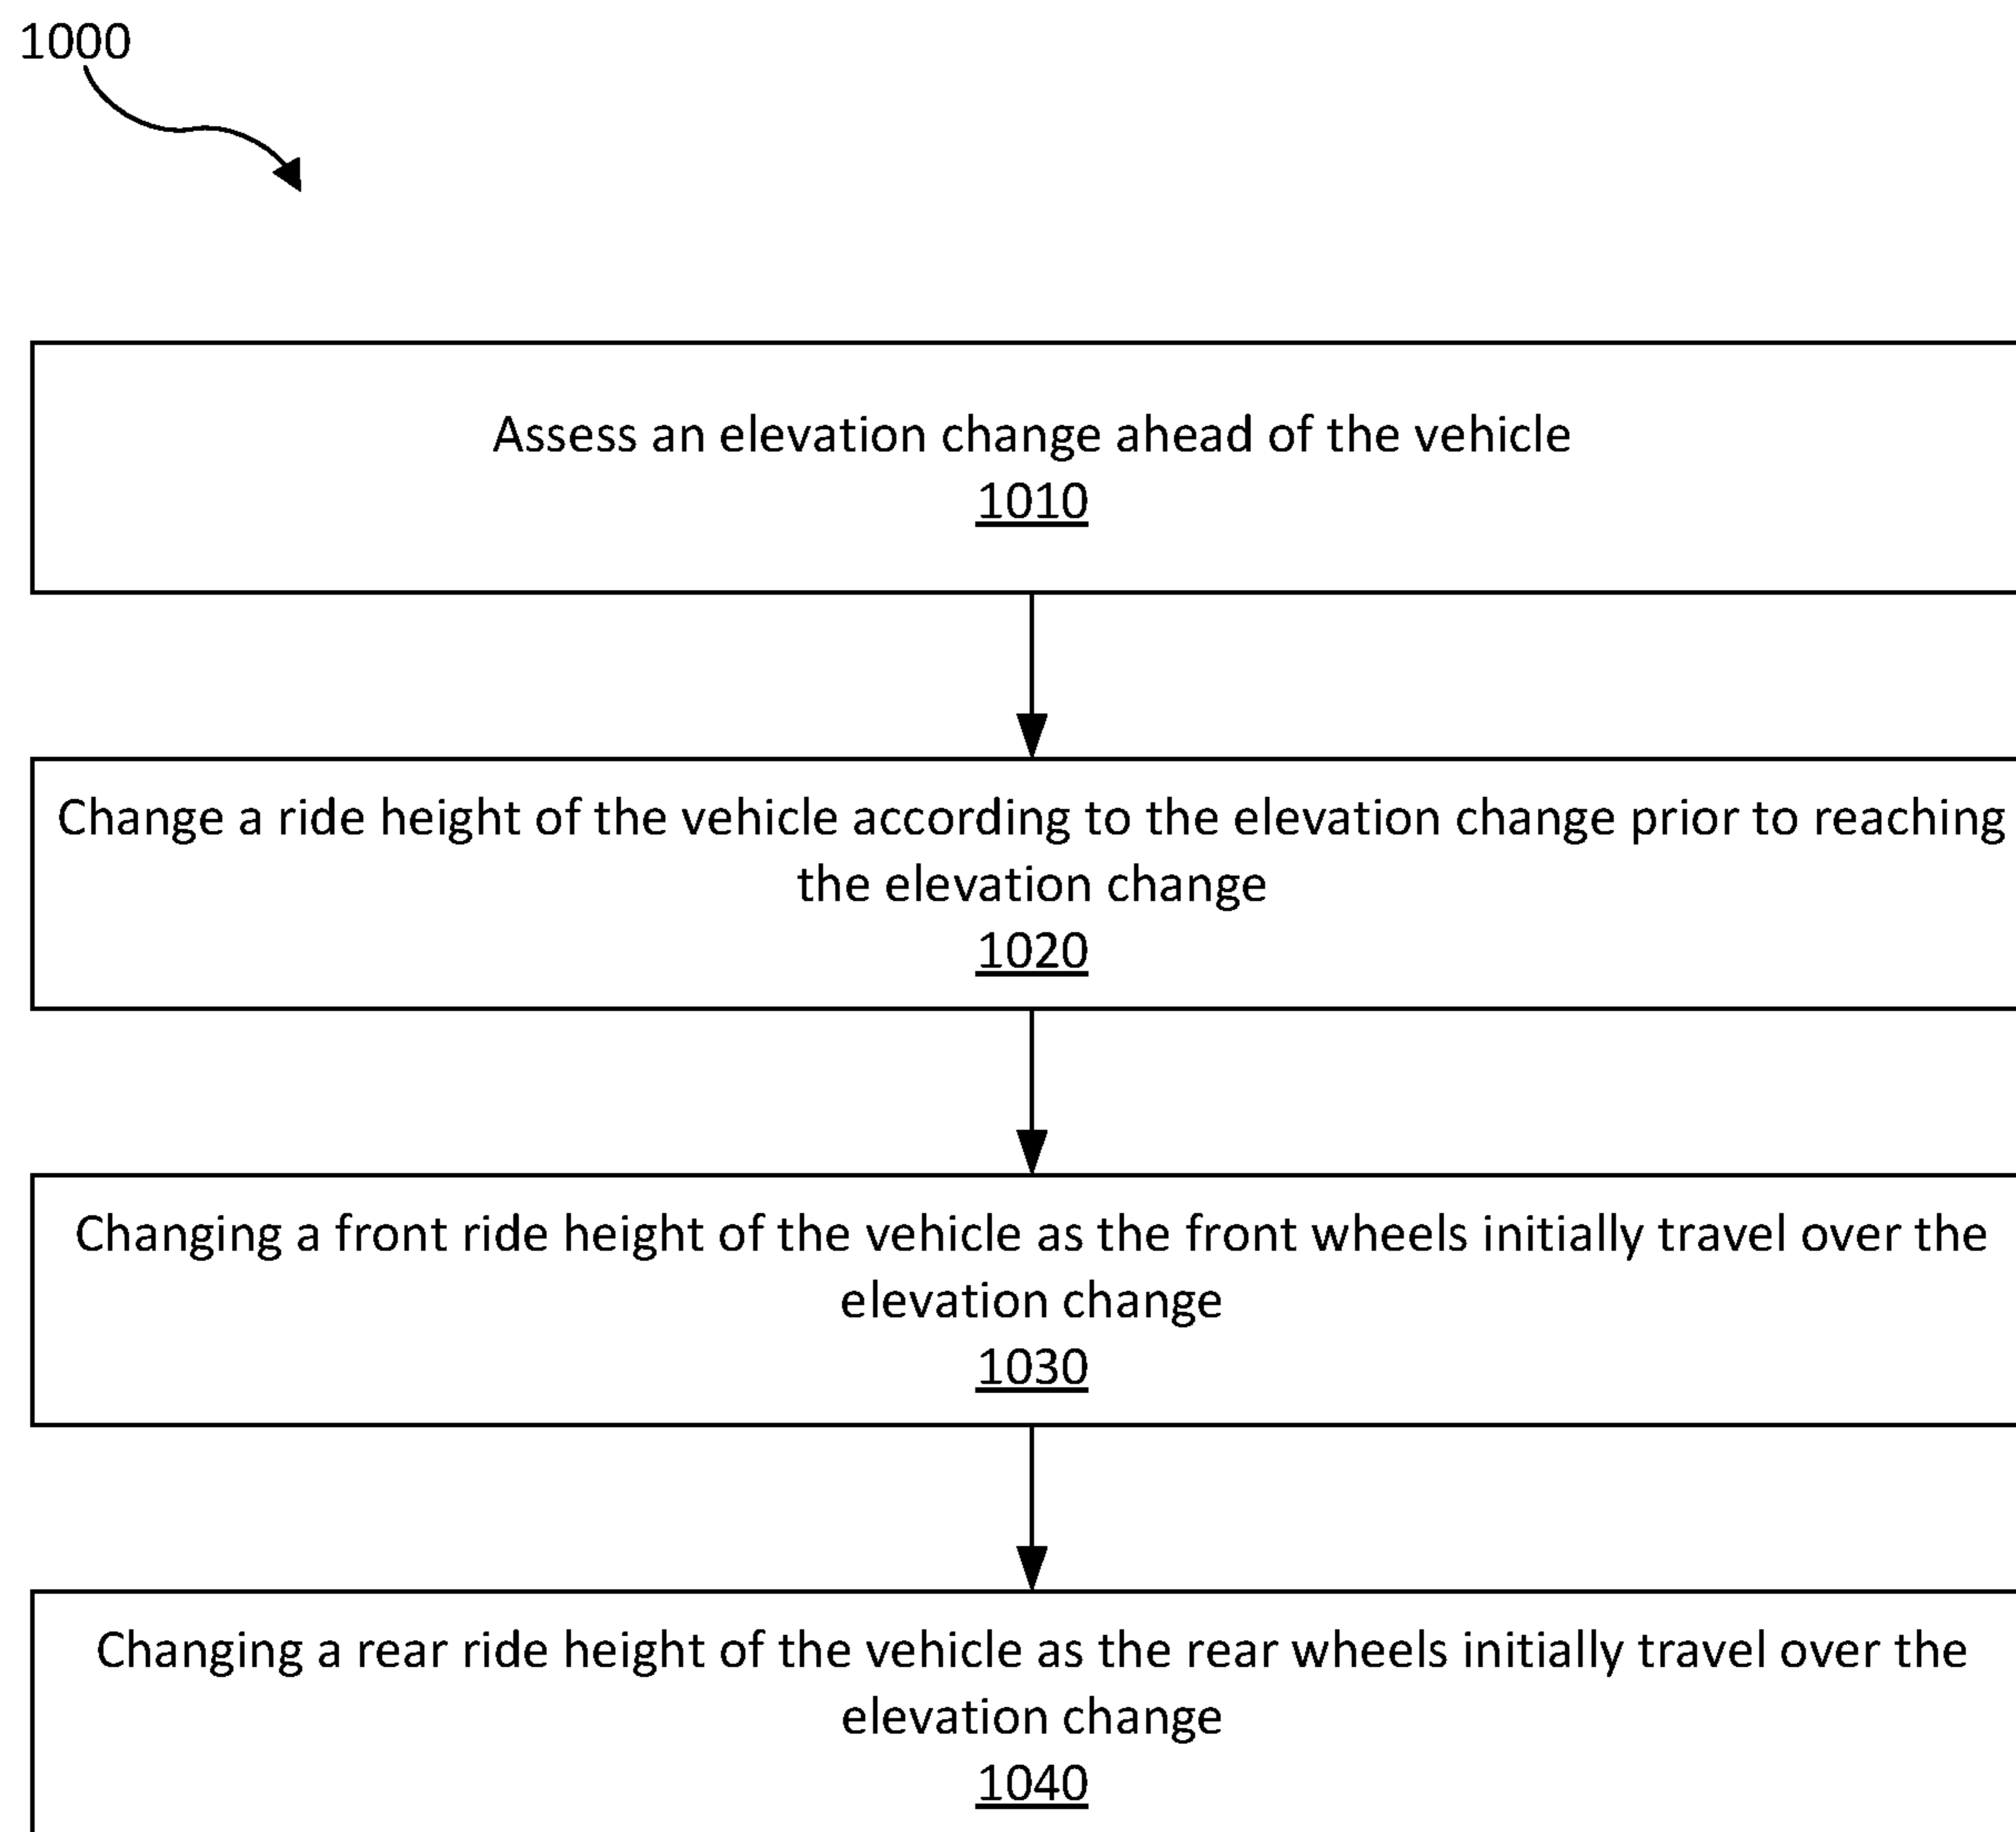 1000
Assess an elevation change ahead of the vehicle
1010
Change a ride height of the vehicle according to the elevation change prior to reaching
the elevation change
1020
Changing a front ride height of the vehicle as the front wheels initially travel over the
elevation change
1030
Changing a rear ride height of the vehicle as the rear wheels initially travel over the
elevation change
1040